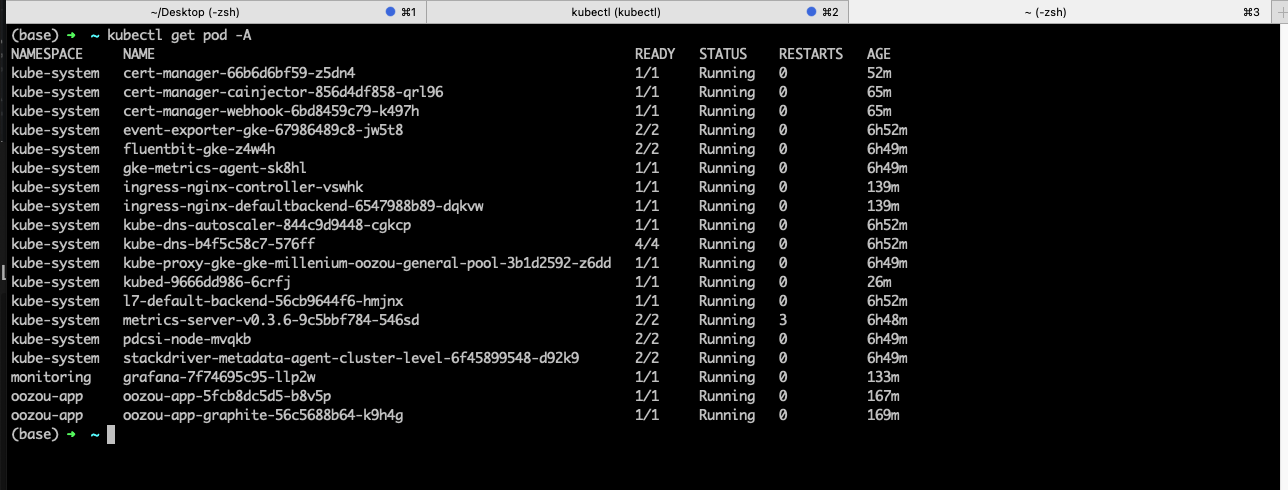 ~/Desktop (-zsh) ⌘1 kubectl (kubectl) ⌘2 ~ (-zsh) ⌘3
(base) ➜ ~ kubectl get pod -A
NAMESPACE NAME READY STATUS RESTARTS AGE
kube-system cert-manager-66b6d6bf59-z5dn4 1/1 Running 0 52m
kube-system cert-manager-cainjector-856d4df858-qrl96 1/1 Running 0 65m
kube-system cert-manager-webhook-6bd8459c79-k497h 1/1 Running 0 65m
kube-system event-exporter-gke-67986489c8-jw5t8 2/2 Running 0 6h52m
kube-system fluentbit-gke-z4w4h 2/2 Running 0 6h49m
kube-system gke-metrics-agent-sk8hl 1/1 Running 0 6h49m
kube-system ingress-nginx-controller-vswhk 1/1 Running 0 139m
kube-system ingress-nginx-defaultbackend-6547988b89-dqkvw 1/1 Running 0 139m
kube-system kube-dns-autoscaler-844c9d9448-cgkcp 1/1 Running 0 6h52m
kube-system kube-dns-b4f5c58c7-576ff 4/4 Running 0 6h52m
kube-system kube-proxy-gke-gke-millenium-oozou-general-pool-3b1d2592-z6dd 1/1 Running 0 6h49m
kube-system kubed-9666dd986-6crfj 1/1 Running 0 26m
kube-system l7-default-backend-56cb9644f6-hmjnx 1/1 Running 0 6h52m
kube-system metrics-server-v0.3.6-9c5bbf784-546sd 2/2 Running 3 6h48m
kube-system pdcsi-node-mvqkb 2/2 Running 0 6h49m
kube-system stackdriver-metadata-agent-cluster-level-6f45899548-d92k9 2/2 Running 0 6h49m
monitoring grafana-7f74695c95-llp2w 1/1 Running 0 133m
oozou-app oozou-app-5fcb8dc5d5-b8v5p 1/1 Running 0 167m
oozou-app oozou-app-graphite-56c5688b64-k9h4g 1/1 Running 0 169m
(base) ➜ ~